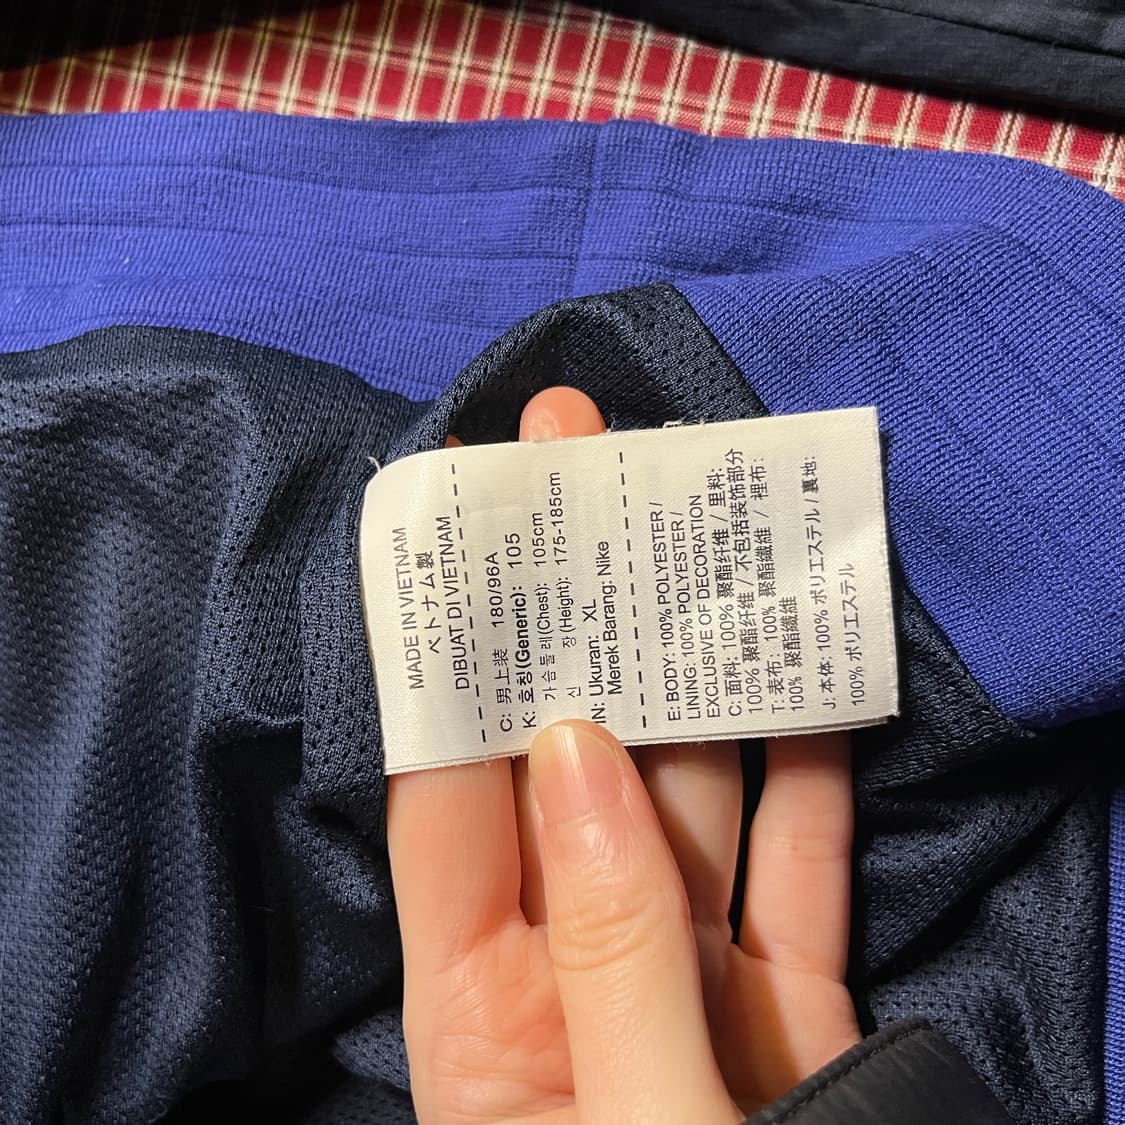 MADE IN VIETNAM
ベトナム製
DIBUAT DI VIETNAM
C: 男上装 180/96A
K: 호칭(Generic): 105
가슴둘레(Chest): 105cm
신 장(Height): 175-185cm
IN: Ukuran: XL
Merek Barang: Nike
E: BODY: 100% POLYESTER /
LINING: 100% POLYESTER /
EXCLUSIVE OF DECORATION
C: 面料: 100% 聚酯纤维 / 里料:
100% 聚酯纤维 / 不包括装饰部分
T: 表布: 100% 聚酯纖維 / 裡布:
100% 聚酯纖維
J: 本体: 100% ポリエステル / 裏地:
100% ポリエステル